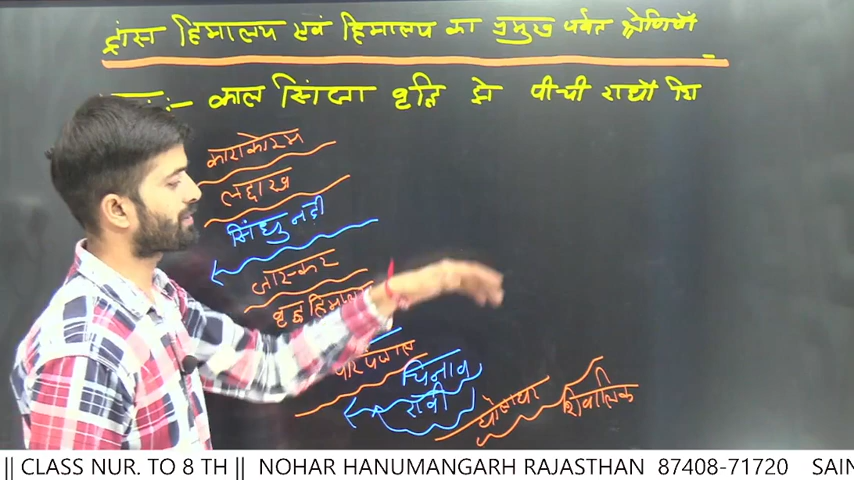 ट्रांस हिमालय एवं हिमालय का प्रमुख पर्वत श्रेणियाँ
:- काल सिंजा वृद्धि झे पी-पी राधौ शि
काराकोरम
लद्दाख
सिंधु नदी
जास्कर
वृहद हिमालय
पीरपंजाल
चिनाव
रावी
धौलाधा
शिवालिक
|| CLASS NUR. TO 8 TH || NOHAR HANUMANGARH RAJASTHAN 87408-71720 SAIN